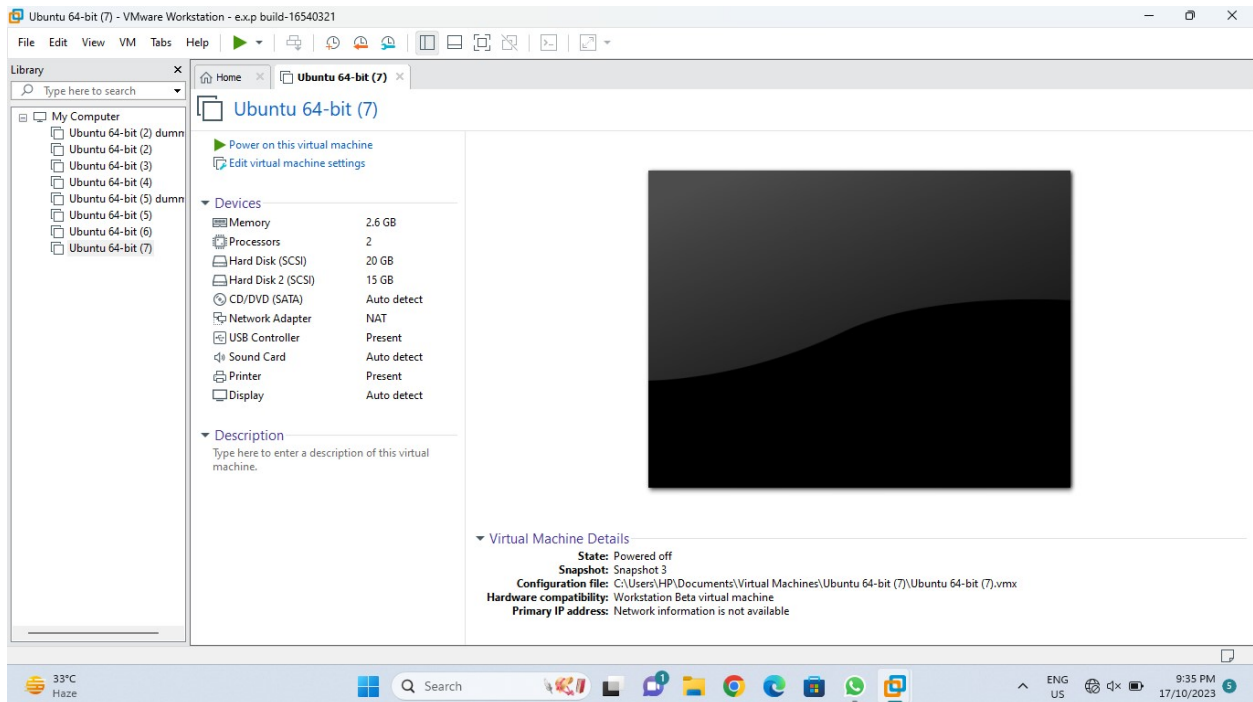 Ubuntu 64-bit (7) - VMware Workstation - e.x.p build-16540321
File Edit View VM Tabs Help
Library
Type here to search
My Computer
Ubuntu 64-bit (2) dumm
Ubuntu 64-bit (2)
Ubuntu 64-bit (3)
Ubuntu 64-bit (4)
Ubuntu 64-bit (5) dumm
Ubuntu 64-bit (5)
Ubuntu 64-bit (6)
Ubuntu 64-bit (7)
Home Ubuntu 64-bit (7)
Ubuntu 64-bit (7)
Power on this virtual machine
Edit virtual machine settings
Devices
Memory 2.6 GB
Processors 2
Hard Disk (SCSI) 20 GB
Hard Disk 2 (SCSI) 15 GB
CD/DVD (SATA) Auto detect
Network Adapter NAT
USB Controller Present
Sound Card Auto detect
Printer Present
Display Auto detect
Description
Type here to enter a description of this virtual
machine.
Virtual Machine Details
State: Powered off
Snapshot: Snapshot 3
Configuration file: C:\Users\HP\Documents\Virtual Machines\Ubuntu 64-bit (7)\Ubuntu 64-bit (7).vmx
Hardware compatibility: Workstation Beta virtual machine
Primary IP address: Network information is not available
33°C
Haze
Search
1
ENG
US
9:35 PM
17/10/2023
5